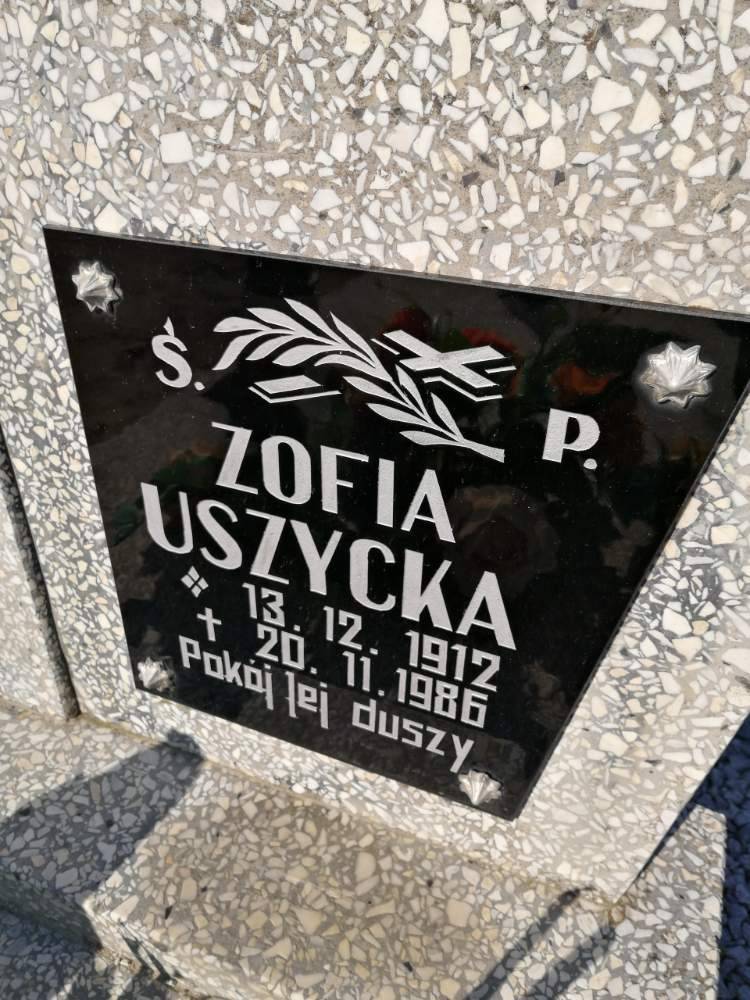 Ś. P.
ZOFIA
USZYCKA
13. 12. 1912
20. 11. 1986
Pokój Jej duszy